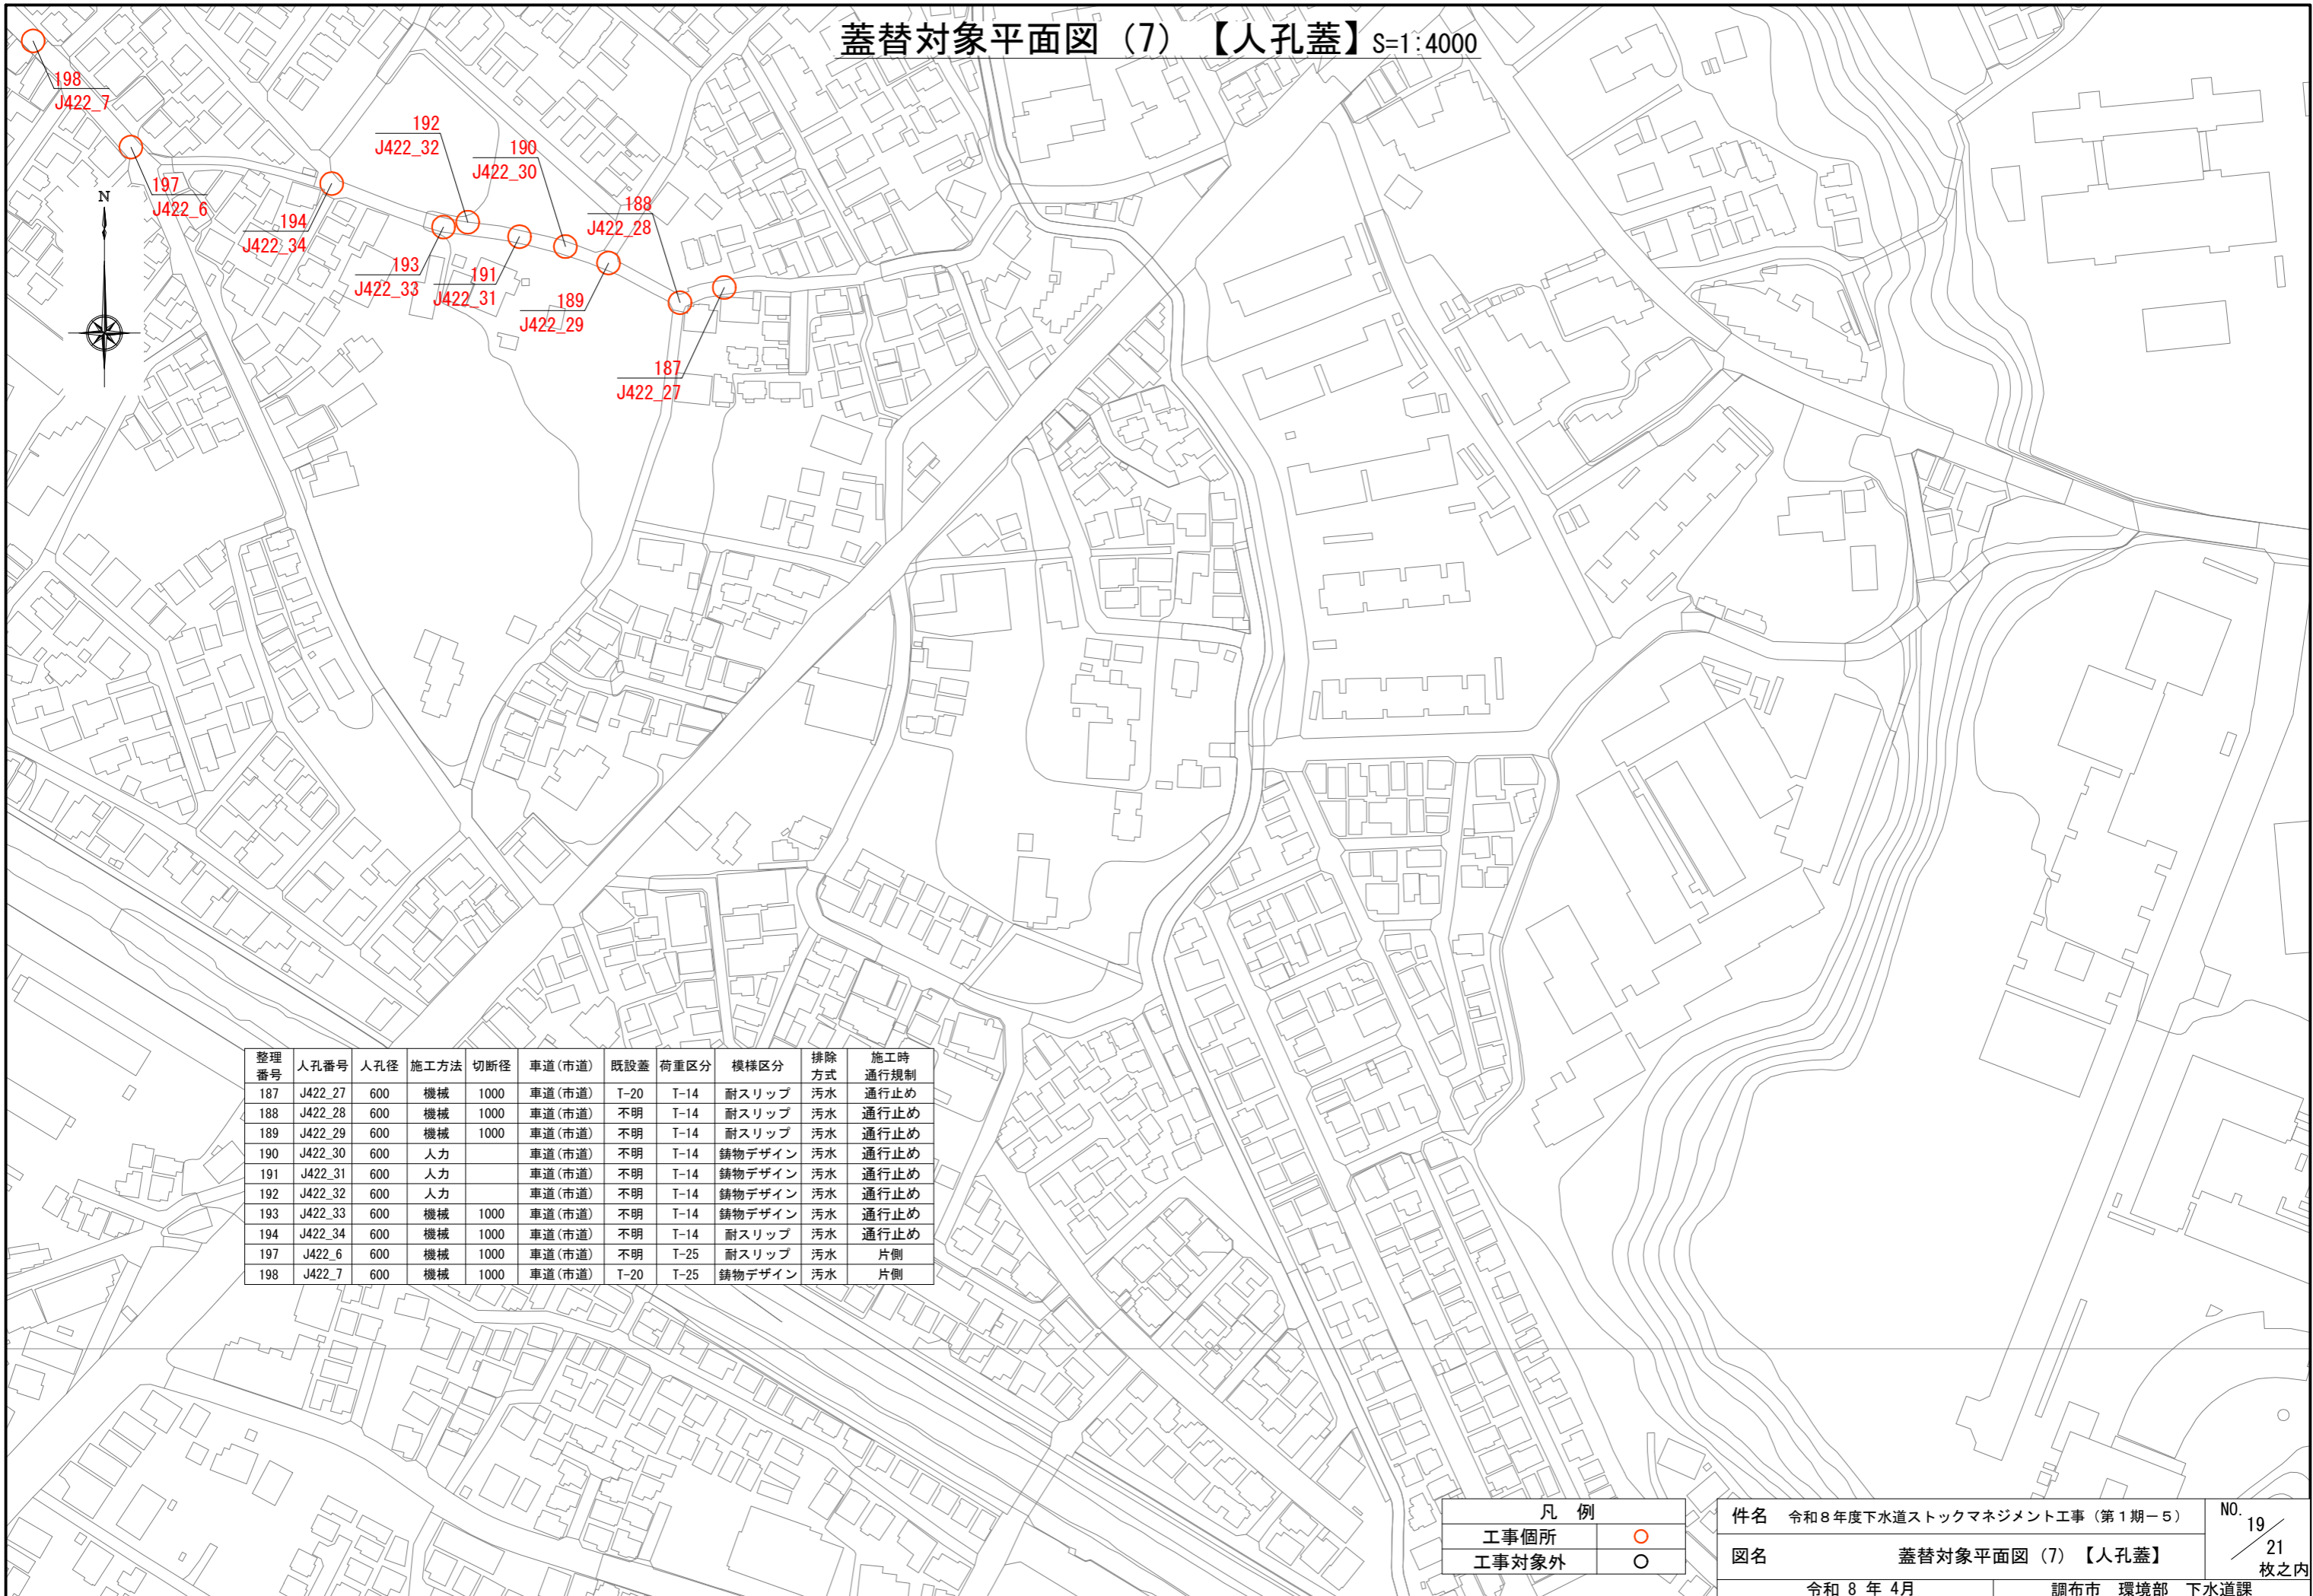 蓋替対象平面図（7）【人孔蓋】S=1:4000
198
J422_7
197
J422_6
N
194
J422_34
192
J422_32
190
J422_30
193
J422_33
191
J422_31
188
J422_28
189
J422_29
187
J422_27
整理番号 人孔番号 人孔径 施工方法 切断径 車道(市道) 既設蓋 荷重区分 模様区分 排除方式 施工時通行規制
187 J422_27 600 機械 1000 車道(市道) T-20 T-14 耐スリップ 汚水 通行止め
188 J422_28 600 機械 1000 車道(市道) 不明 T-14 耐スリップ 汚水 通行止め
189 J422_29 600 機械 1000 車道(市道) 不明 T-14 耐スリップ 汚水 通行止め
190 J422_30 600 人力 車道(市道) 不明 T-14 鋳物デザイン 汚水 通行止め
191 J422_31 600 人力 車道(市道) 不明 T-14 鋳物デザイン 汚水 通行止め
192 J422_32 600 人力 車道(市道) 不明 T-14 鋳物デザイン 汚水 通行止め
193 J422_33 600 機械 1000 車道(市道) 不明 T-14 鋳物デザイン 汚水 通行止め
194 J422_34 600 機械 1000 車道(市道) 不明 T-14 耐スリップ 汚水 通行止め
197 J422_6 600 機械 1000 車道(市道) 不明 T-25 耐スリップ 汚水 片側
198 J422_7 600 機械 1000 車道(市道) T-20 T-25 鋳物デザイン 汚水 片側
凡 例
工事個所
工事対象外
件名 令和８年度下水道ストックマネジメント工事（第１期－５）
NO. 19/21 枚之内
図名 蓋替対象平面図（7）【人孔蓋】
令和 8 年 4月 調布市 環境部 下水道課